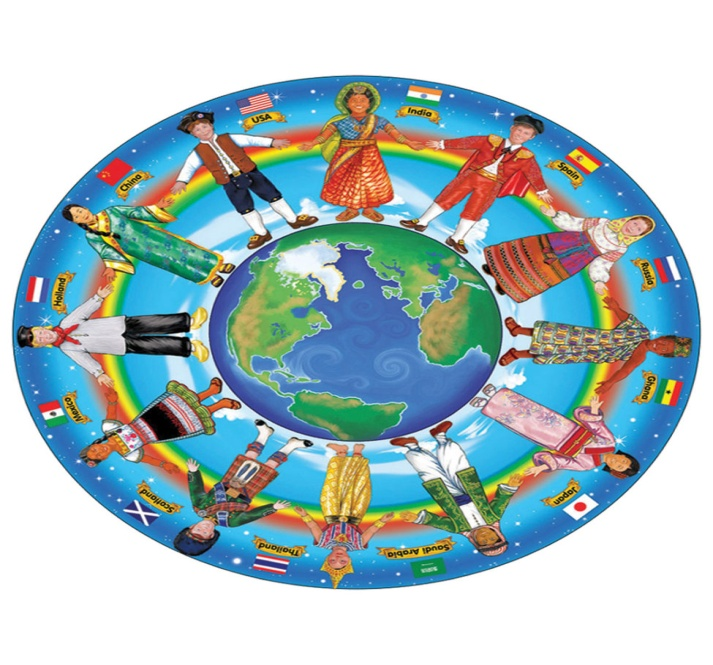 USA
India
Spain
Russia
Ghana
Japan
Saudi Arabia
Thailand
Scotland
Mexico
Holland
China